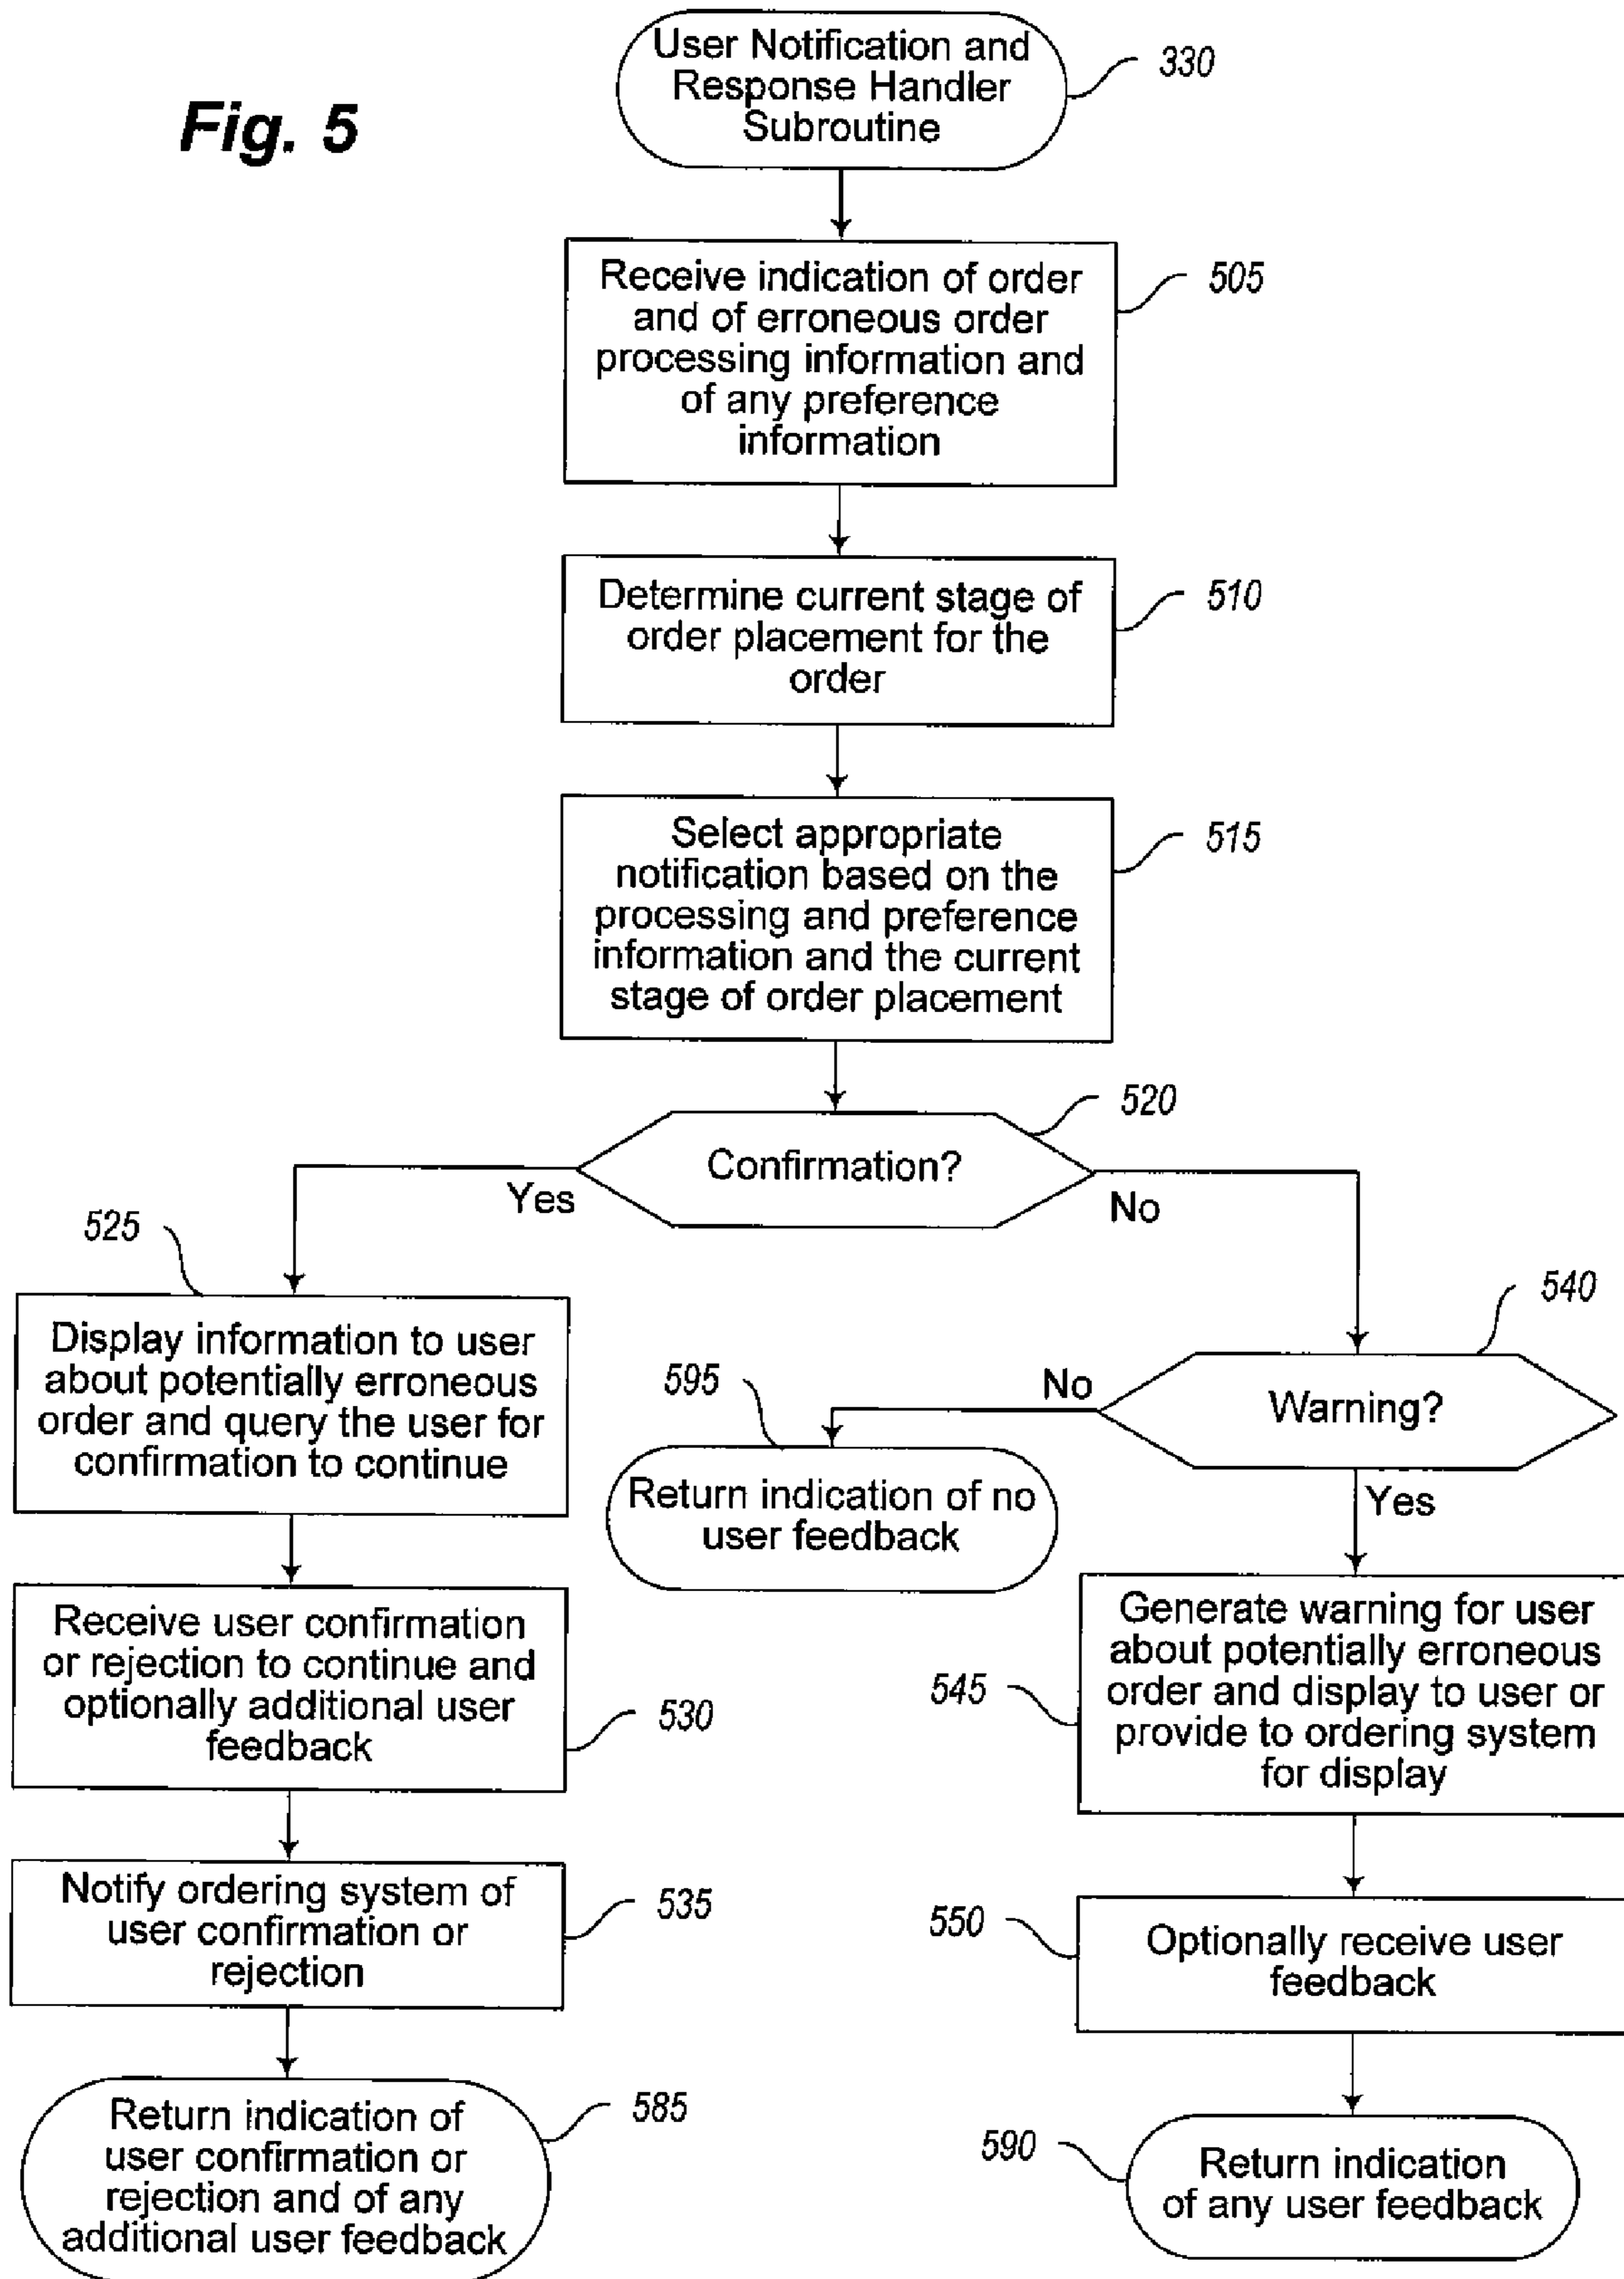 Fig. 5
User Notification and
Response Handler
Subroutine
330
Receive indication of order
and of erroneous order
processing information and
of any preference
information
505
Determine current stage of
order placement for the
order
510
Select appropriate
notification based on the
processing and preference
information and the current
stage of order placement
515
Confirmation?
520
Yes
No
525
Display information to user
about potentially erroneous
order and query the user for
confirmation to continue
Receive user confirmation
or rejection to continue and
optionally additional user
feedback
530
Notify ordering system of
user confirmation or
rejection
535
Return indication of
user confirmation or
rejection and of any
additional user feedback
585
540
Warning?
No
595
Return indication of no
user feedback
Yes
Generate warning for user
about potentially erroneous
order and display to user or
provide to ordering system
for display
545
550
Optionally receive user
feedback
590
Return indication
of any user feedback